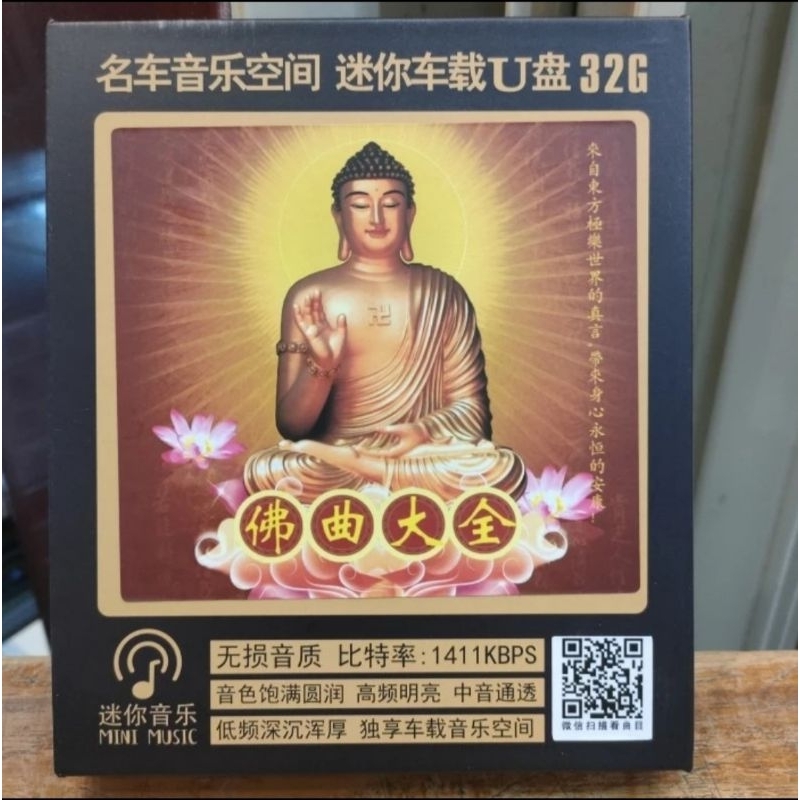 名车音乐空间 迷你车载U盘 32G
來自東方極樂世界的真言,帶來身心永恒的安康!
卍
佛曲大全
迷你音乐
MINI MUSIC
无损音质 比特率:1411KBPS
音色饱满圆润 高频明亮 中音通透
低频深沉浑厚 独享车载音乐空间
微信扫描看曲目